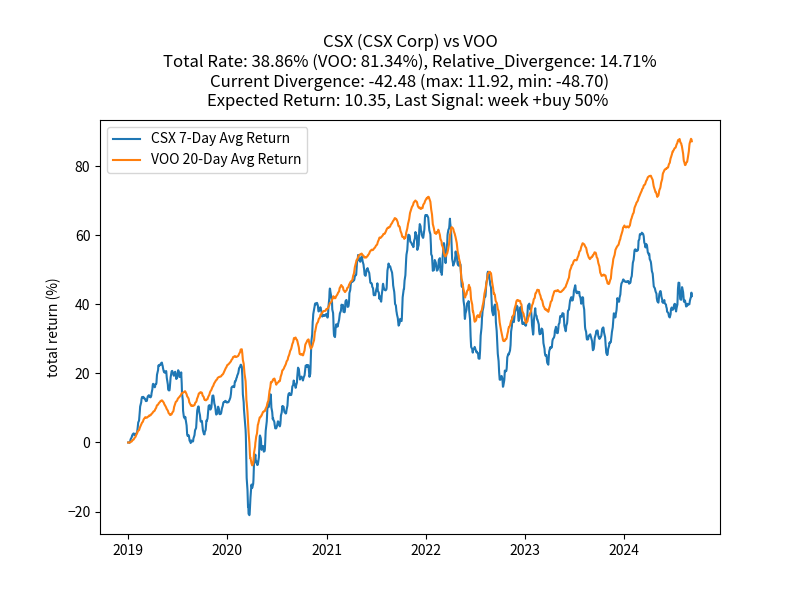 CSX (CSX Corp) vs VOO
Total Rate: 38.86% (VOO: 81.34%), Relative_Divergence: 14.71%
Current Divergence: -42.48 (max: 11.92, min: -48.70)
Expected Return: 10.35, Last Signal: week +buy 50%
CSX 7-Day Avg Return
VOO 20-Day Avg Return
total return (%)
80
60
40
20
0
−20
2019 2020 2021 2022 2023 2024